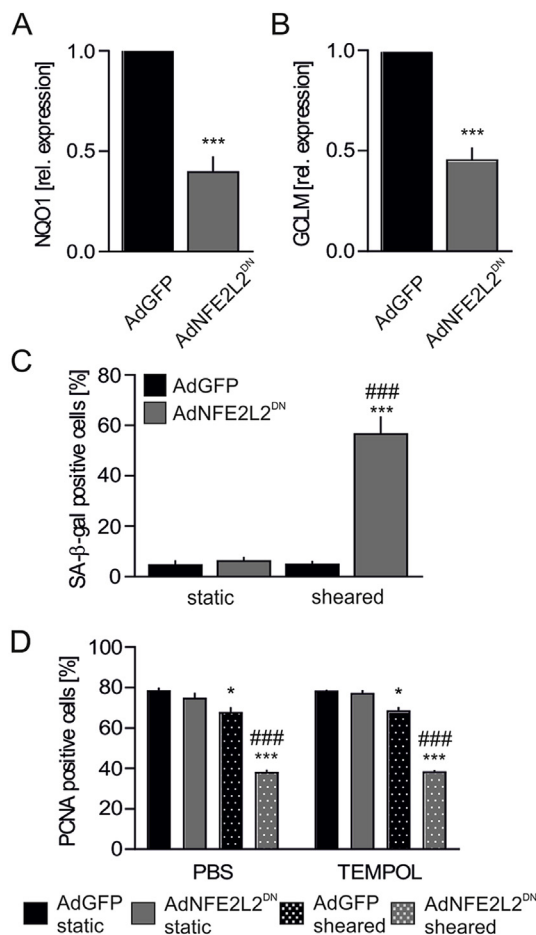 A
B
NQO1 [rel. expression]
1.0
0.5
0.0
***
AdGFP
AdNFE2L2DN
GCLM [rel. expression]
1.0
0.5
0.0
***
AdGFP
AdNFE2L2DN
C
SA-β-gal positive cells [%]
80
60
40
20
0
AdGFP
AdNFE2L2DN
###
***
static
sheared
D
PCNA positive cells [%]
100
80
60
40
20
0
*
###
***
*
###
***
PBS
TEMPOL
AdGFP
static
AdNFE2L2DN
static
AdGFP
sheared
AdNFE2L2DN
sheared